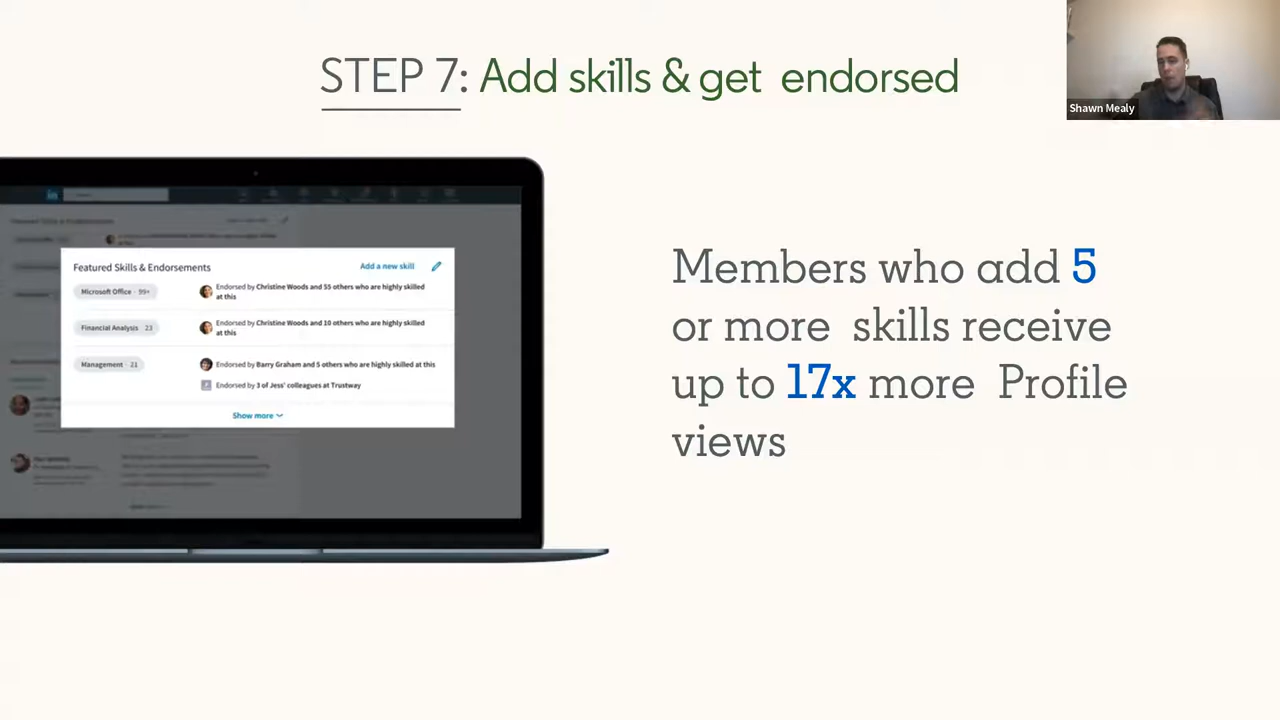 STEP 7: Add skills & get endorsed
Shawn Mealy
in
Featured Skills & Endorsements
Add a new skill
Microsoft Office · 99+
Endorsed by Christine Woods and 55 others who are highly skilled
at this
Financial Analysis 23
Endorsed by Christine Woods and 10 others who are highly skilled
at this
Management · 21
Endorsed by Barry Graham and 5 others who are highly skilled at this
Endorsed by 3 of Jess' colleagues at Trustway
Show more
Members who add 5
or more skills receive
up to 17x more Profile
views